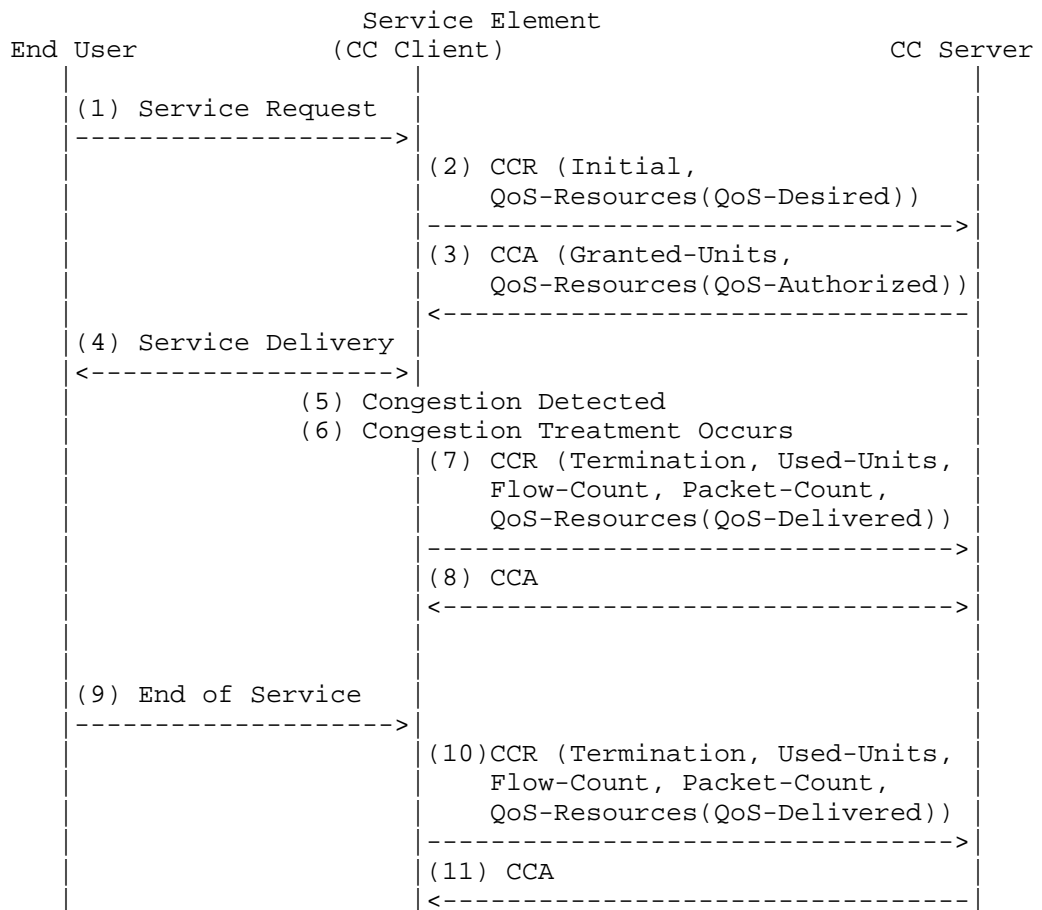 Service Element
End User (CC Client) CC Server
(1) Service Request
-------------------->
(2) CCR (Initial,
QoS-Resources(QoS-Desired))
--------------------------------->
(3) CCA (Granted-Units,
QoS-Resources(QoS-Authorized))
<---------------------------------
(4) Service Delivery
<------------------->
(5) Congestion Detected
(6) Congestion Treatment Occurs
(7) CCR (Termination, Used-Units,
Flow-Count, Packet-Count,
QoS-Resources(QoS-Delivered))
--------------------------------->
(8) CCA
<-------------------------------->
(9) End of Service
-------------------->
(10)CCR (Termination, Used-Units,
Flow-Count, Packet-Count,
QoS-Resources(QoS-Delivered))
--------------------------------->
(11) CCA
<---------------------------------